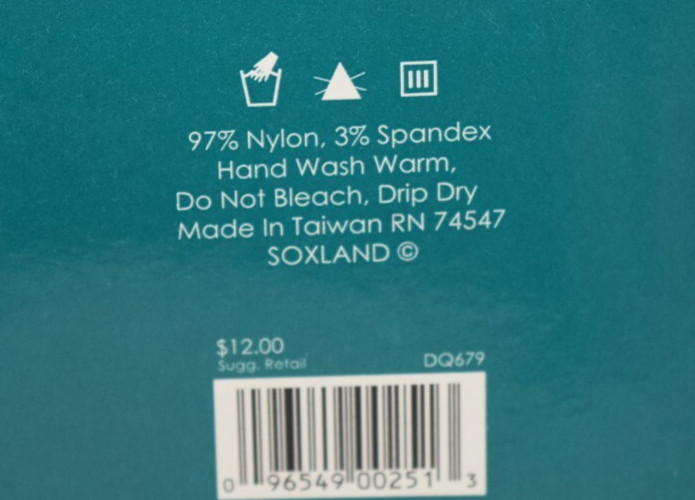 97% Nylon, 3% Spandex
Hand Wash Warm,
Do Not Bleach, Drip Dry
Made In Taiwan RN 74547
SOXLAND ©
$12.00
Sugg. Retail DQ679
0 96549 00251 3